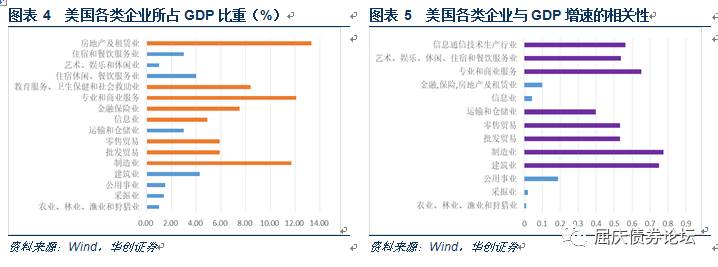 图表 4 美国各类企业所占 GDP 比重（%）
房地产及租赁业
住宿和餐饮服务业
艺术、娱乐和休闲业
住宿休闲、餐饮服务业
教育服务、卫生保健和社会救助业
专业和商业服务
金融保险业
信息业
运输和仓储业
零售贸易
批发贸易
制造业
建筑业
公用事业
采掘业
农业、林业、渔业和狩猎业
0.00 2.00 4.00 6.00 8.00 10.00 12.00 14.00
资料来源：Wind，华创证券
图表 5 美国各类企业与 GDP 增速的相关性
信息通信技术生产行业
艺术、娱乐、休闲、住宿和餐饮服务业
专业和商业服务
金融,保险,房地产及租赁业
信息业
运输和仓储业
零售贸易
批发贸易
制造业
建筑业
公用事业
采掘业
农业、林业、渔业和狩猎业
0 0.1 0.2 0.3 0.4 0.5 0.6 0.7 0.8 0.9
资料来源：Wind，华创证券
屈庆债券论坛